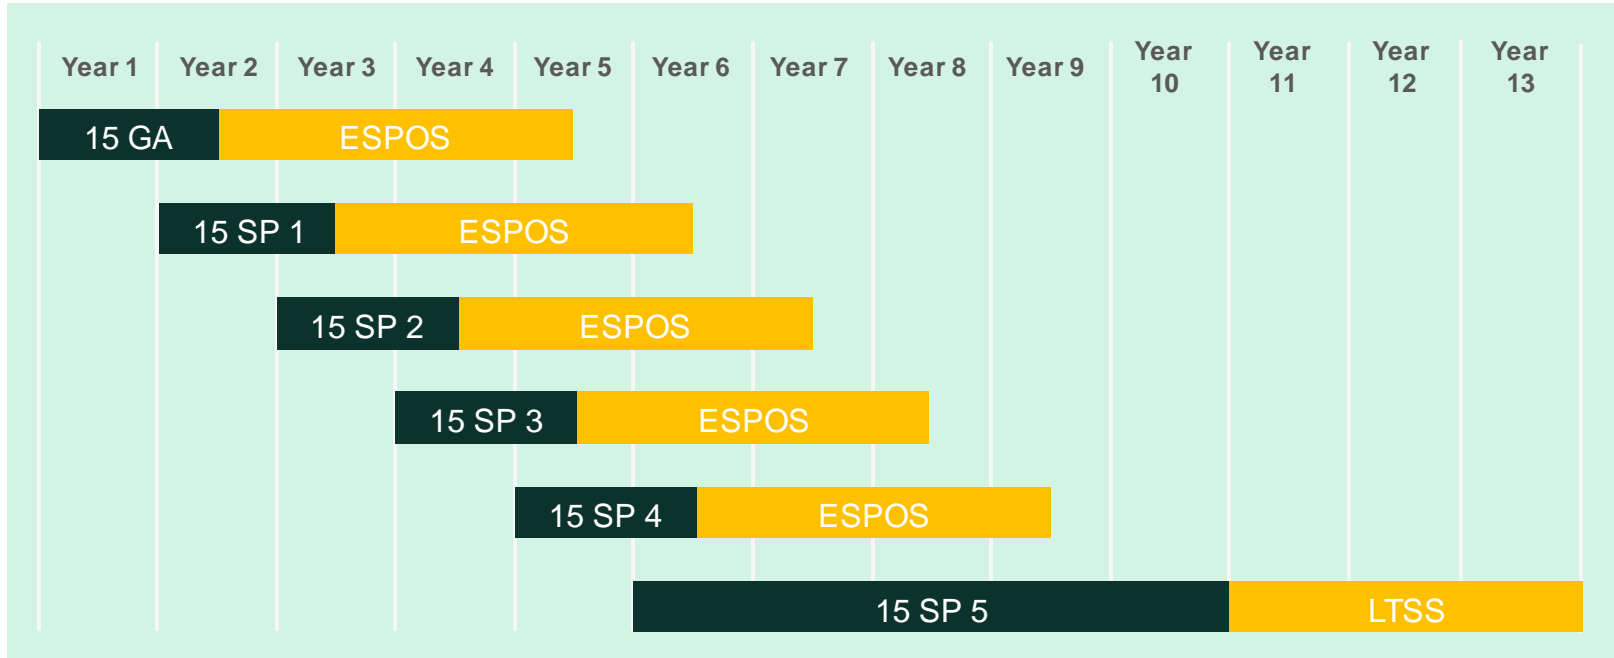 Year 1 Year 2 Year 3 Year 4 Year 5 Year 6 Year 7 Year 8 Year 9 Year 10 Year 11 Year 12 Year 13
15 GA ESPOS
15 SP 1 ESPOS
15 SP 2 ESPOS
15 SP 3 ESPOS
15 SP 4 ESPOS
15 SP 5 LTSS